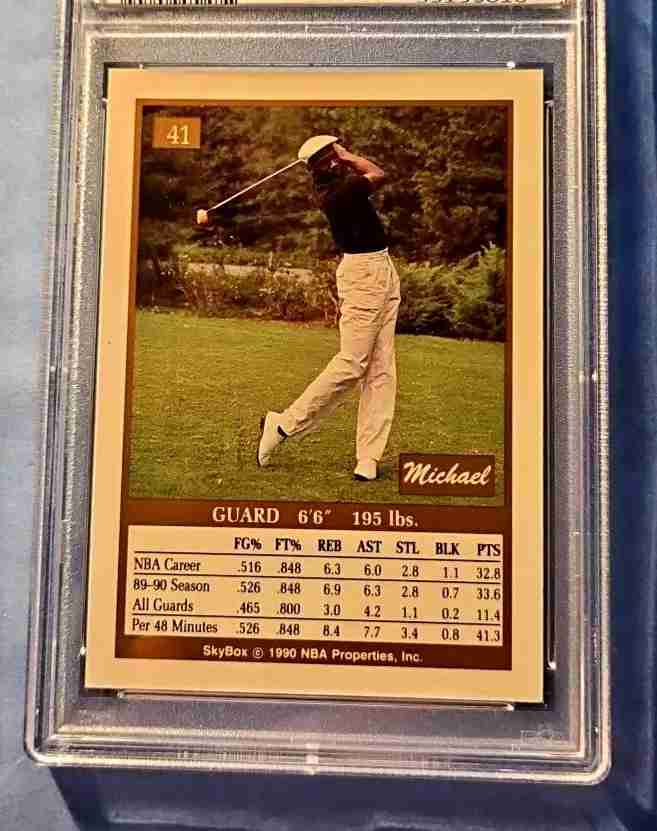 41
Michael
GUARD 6'6" 195 lbs.
FG% FT% REB AST STL BLK PTS
NBA Career .516 .848 6.3 6.0 2.8 1.1 32.8
89-90 Season .526 .848 6.9 6.3 2.8 0.7 33.6
All Guards .465 .800 3.0 4.2 1.1 0.2 11.4
Per 48 Minutes .526 .848 8.4 7.7 3.4 0.8 41.3
SkyBox © 1990 NBA Properties, Inc.